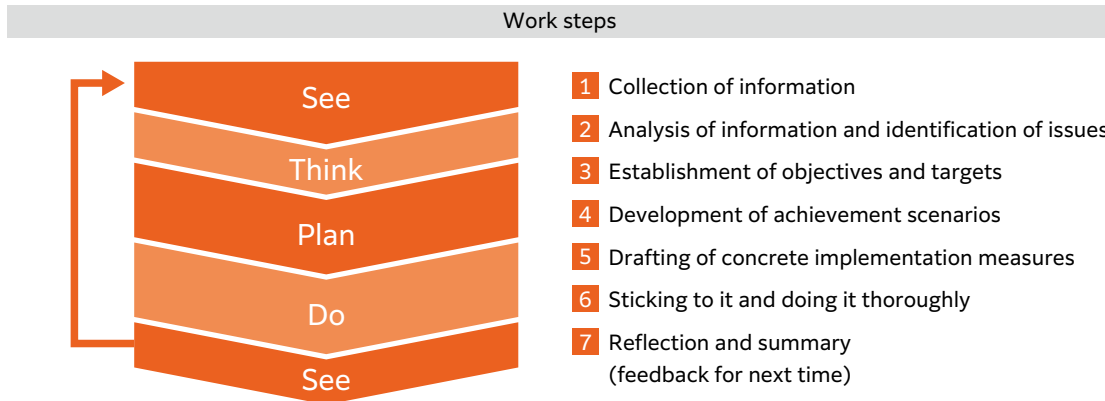 Work steps
See
Think
Plan
Do
See
1 Collection of information
2 Analysis of information and identification of issues
3 Establishment of objectives and targets
4 Development of achievement scenarios
5 Drafting of concrete implementation measures
6 Sticking to it and doing it thoroughly
7 Reflection and summary
(feedback for next time)